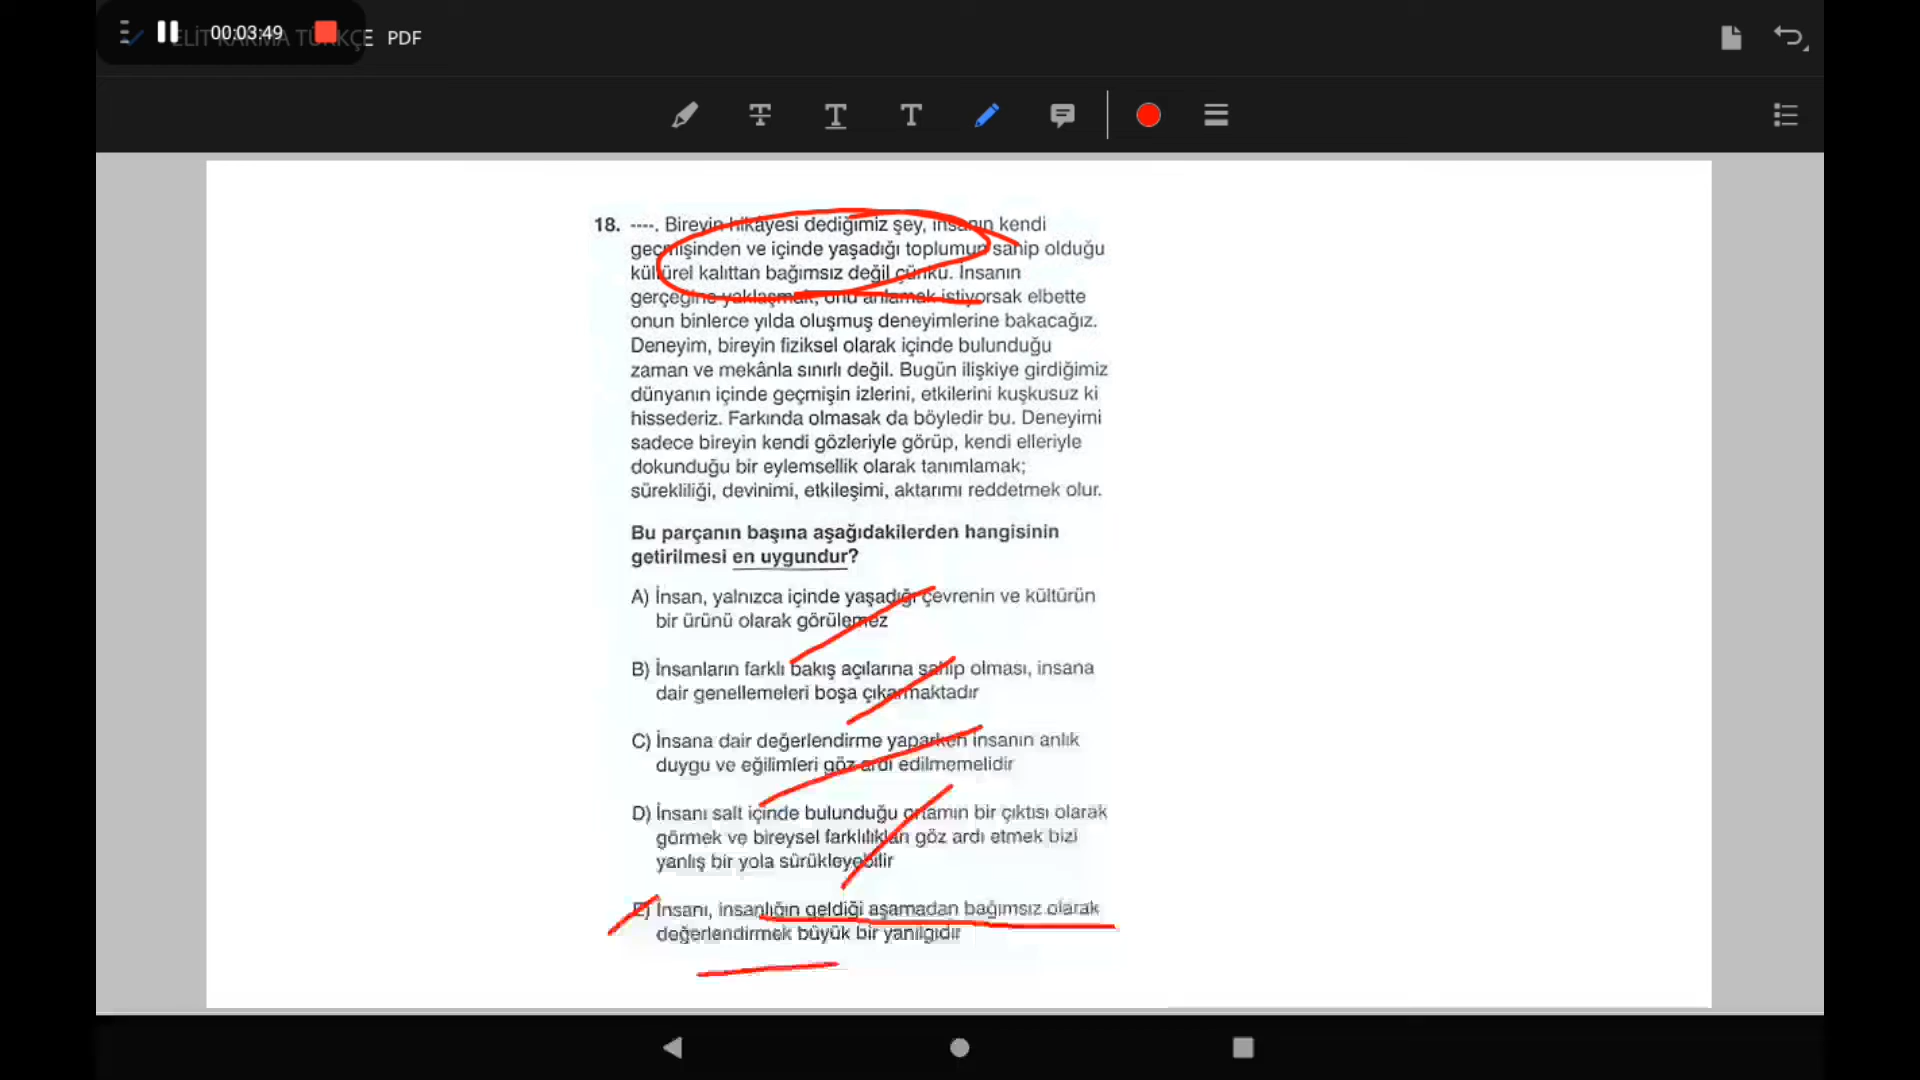 00:03:49
ELİT KARMA TÜRKÇE PDF
18. ----. Bireyin hikâyesi dediğimiz şey, insanın kendi
geçmişinden ve içinde yaşadığı toplumun sahip olduğu
kültürel kalıttan bağımsız değil çünkü. İnsanın
gerçeğine yaklaşmak, onu anlamak istiyorsak elbette
onun binlerce yılda oluşmuş deneyimlerine bakacağız.
Deneyim, bireyin fiziksel olarak içinde bulunduğu
zaman ve mekânla sınırlı değil. Bugün ilişkiye girdiğimiz
dünyanın içinde geçmişin izlerini, etkilerini kuşkusuz ki
hissederiz. Farkında olmasak da böyledir bu. Deneyimi
sadece bireyin kendi gözleriyle görüp, kendi elleriyle
dokunduğu bir eylemsellik olarak tanımlamak;
sürekliliği, devinimi, etkileşimi, aktarımı reddetmek olur.
Bu parçanın başına aşağıdakilerden hangisinin
getirilmesi en uygundur?
A) İnsan, yalnızca içinde yaşadığı çevrenin ve kültürün
bir ürünü olarak görülemez
B) İnsanların farklı bakış açılarına sahip olması, insana
dair genellemeleri boşa çıkarmaktadır
C) İnsana dair değerlendirme yaparken insanın anlık
duygu ve eğilimleri göz ardı edilmemelidir
D) İnsanı salt içinde bulunduğu ortamın bir çıktısı olarak
görmek ve bireysel farklılıkları göz ardı etmek bizi
yanlış bir yola sürükleyebilir
E) İnsanı, insanlığın geldiği aşamadan bağımsız olarak
değerlendirmek büyük bir yanılgıdır